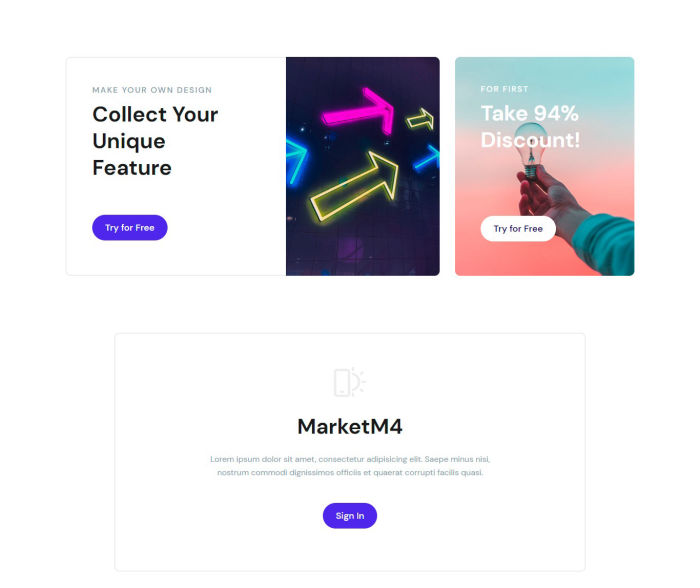 MAKE YOUR OWN DESIGN
Collect Your
Unique
Feature
Try for Free
FOR FIRST
Take 94%
Discount!
Try for Free
MarketM4
Lorem ipsum dolor sit amet, consectetur adipisicing elit. Saepe minus nisi,
nostrum commodi dignissimos officiis et quaerat corrupti facilis quasi.
Sign In